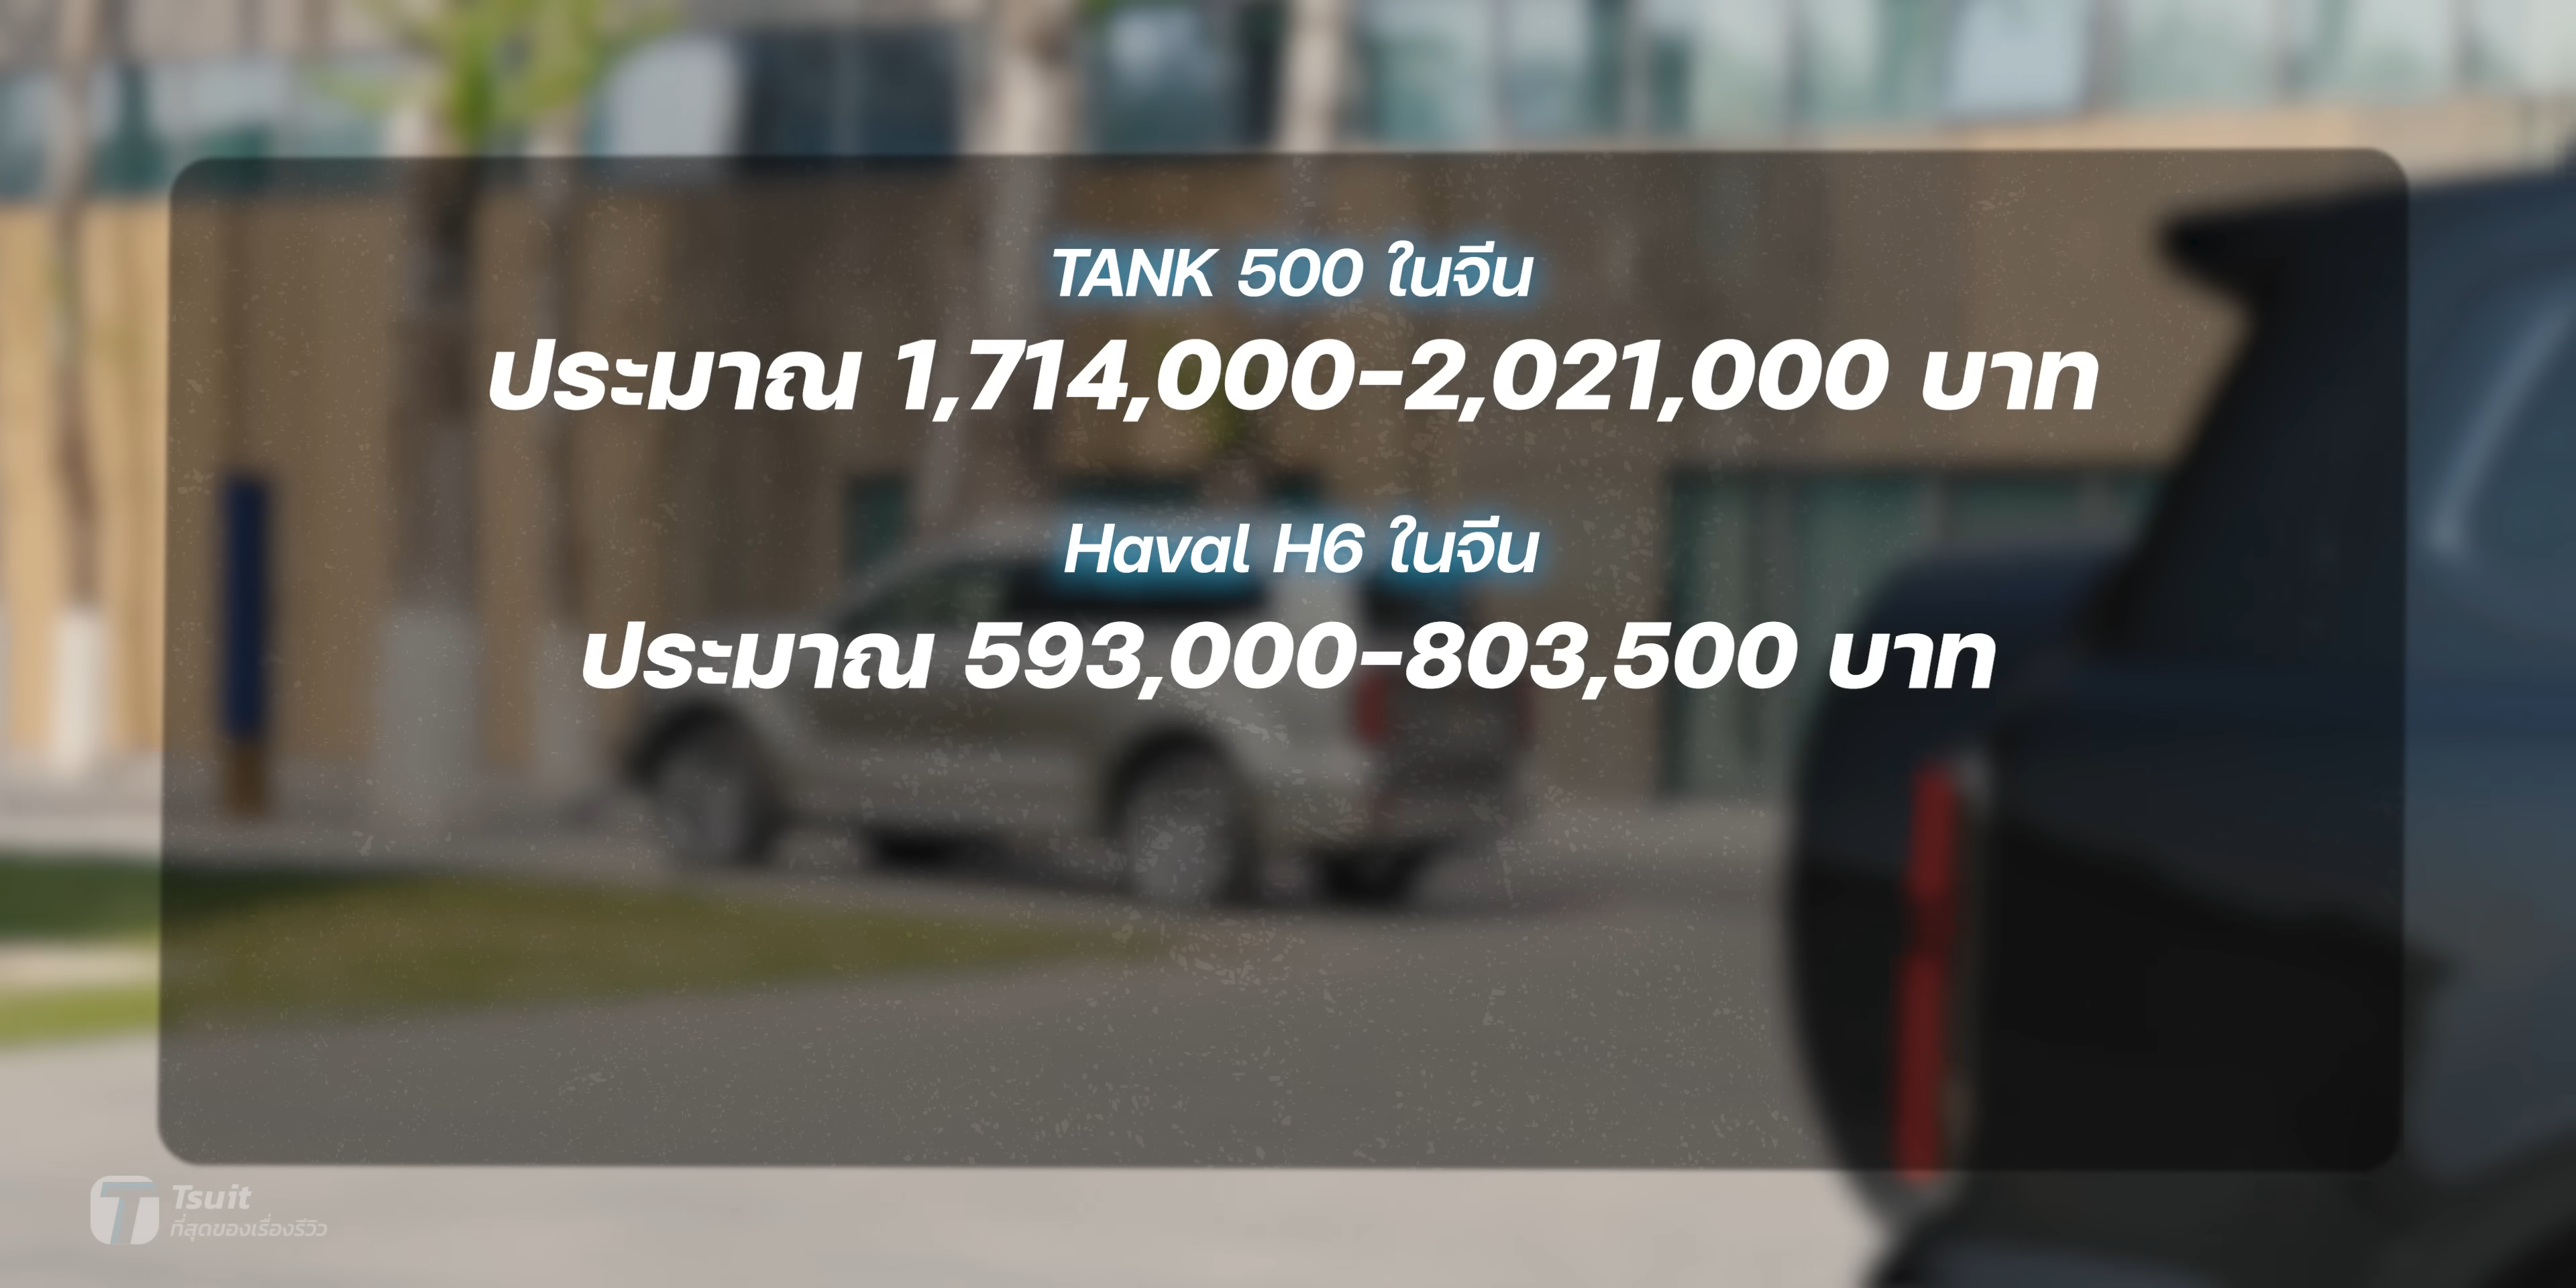 TANK 500 ในจีน
ประมาณ 1,714,000-2,021,000 บาท
Haval H6 ในจีน
ประมาณ 593,000-803,500 บาท
T Tsuit
ที่สุดของเรื่องรีวิว